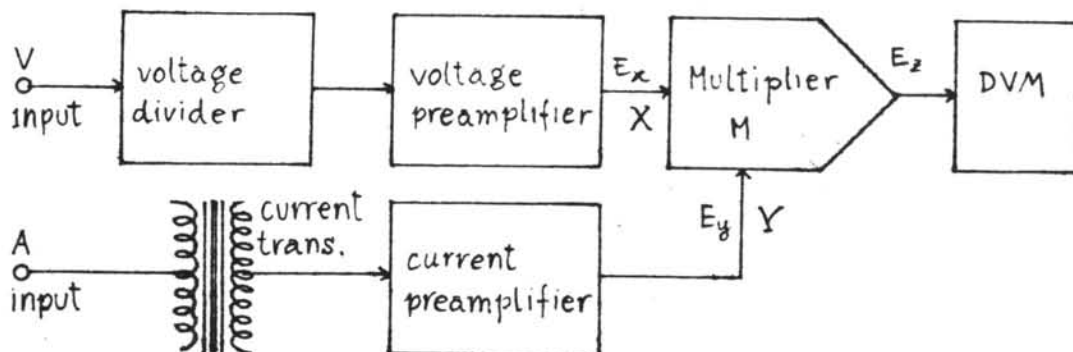 V
input
voltage
divider
voltage
preamplifier
Ex
X
Multiplier
M
Ez
DVM
A
input
current
trans.
current
preamplifier
Ey
Y